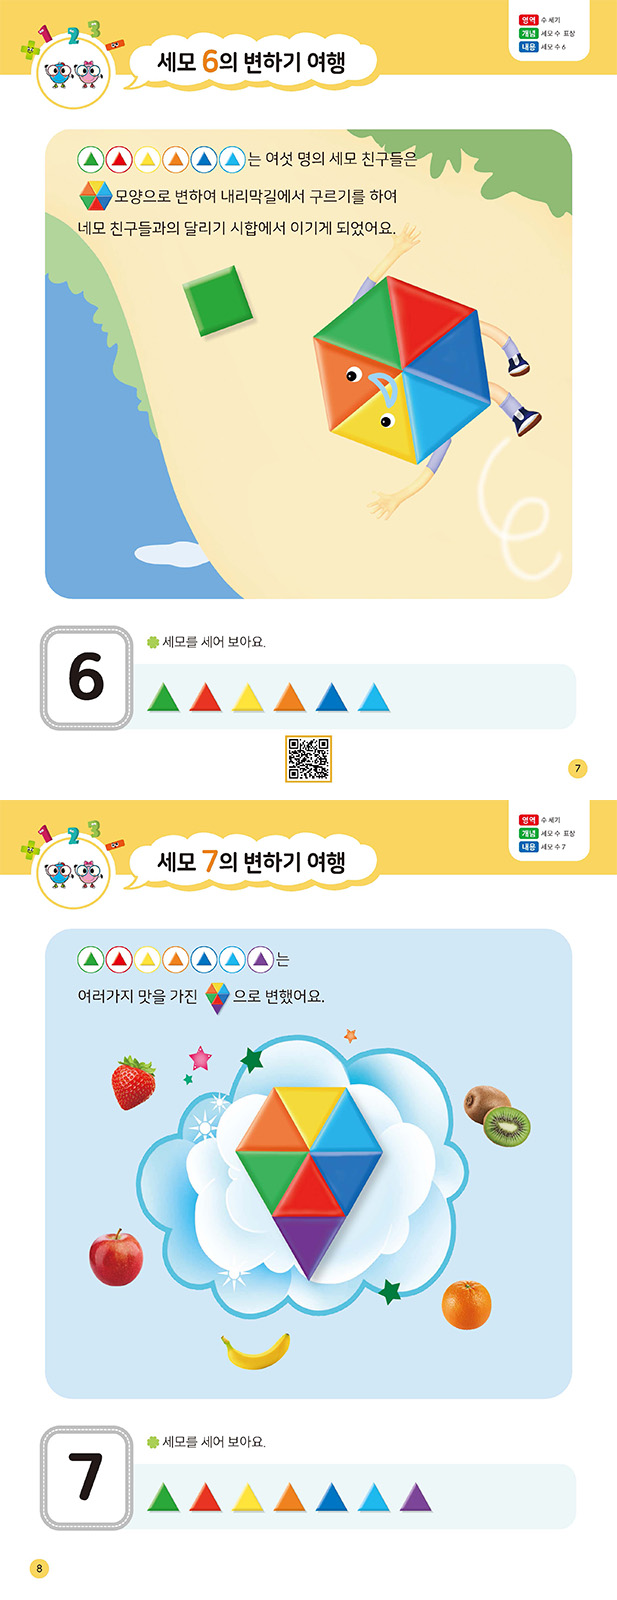 1 2 3
세모 6의 변하기 여행
영역 수 세기
개념 세모 수 표상
내용 세모 수 6
는 여섯 명의 세모 친구들은
모양으로 변하여 내리막길에서 구르기를 하여
네모 친구들과의 달리기 시합에서 이기게 되었어요.
6
세모를 세어 보아요.
7
1 2 3
세모 7의 변하기 여행
영역 수 세기
개념 세모 수 표상
내용 세모 수 7
는
여러가지 맛을 가진 으로 변했어요.
7
세모를 세어 보아요.
8